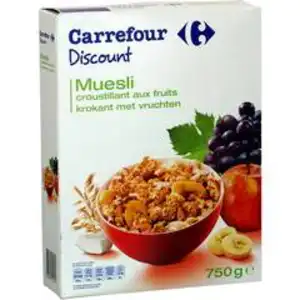 Carrefour
Discount
Muesli
croustillant aux fruits
krokant met vruchten
750g e